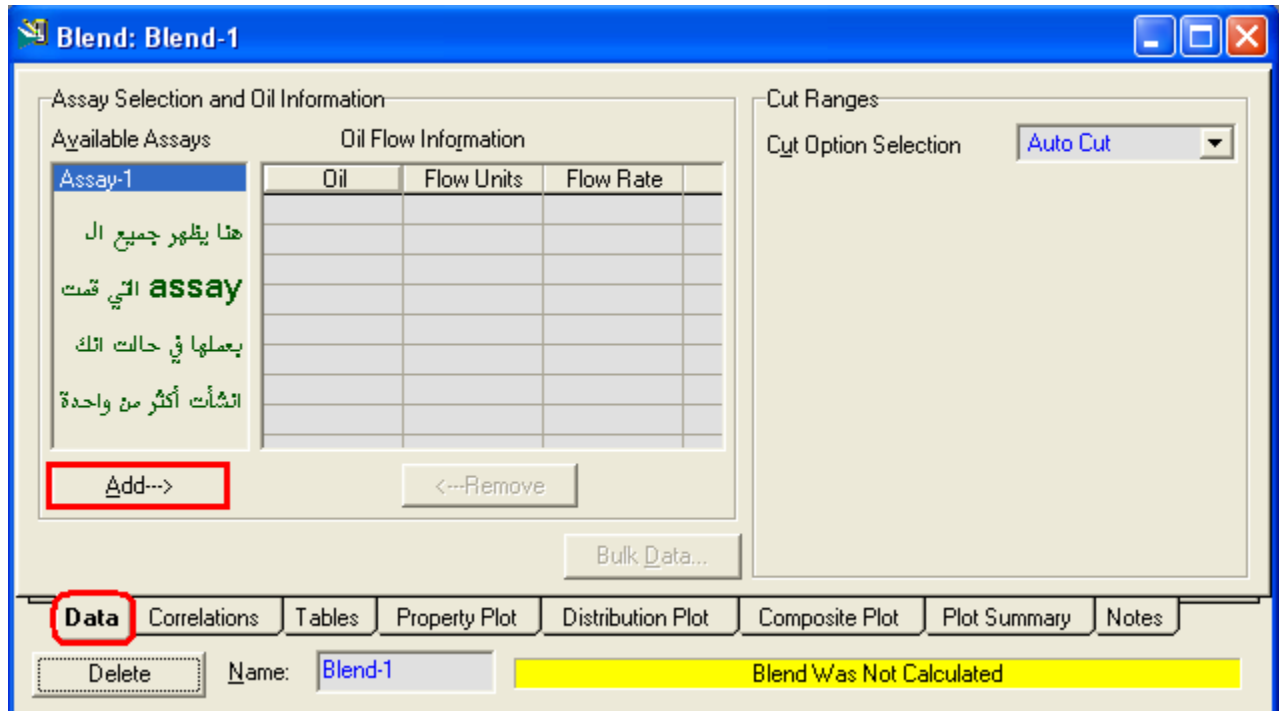 Blend: Blend-1
Assay Selection and Oil Information
Available Assays
Oil Flow Information
Assay-1
Oil Flow Units Flow Rate
هنا يظهر جميع ال
assay التي قمت
بعملها في حالت انك
انشأت أكثر من واحدة
Add--->
<---Remove
Bulk Data...
Cut Ranges
Cut Option Selection Auto Cut
Data Correlations Tables Property Plot Distribution Plot Composite Plot Plot Summary Notes
Delete Name: Blend-1 Blend Was Not Calculated